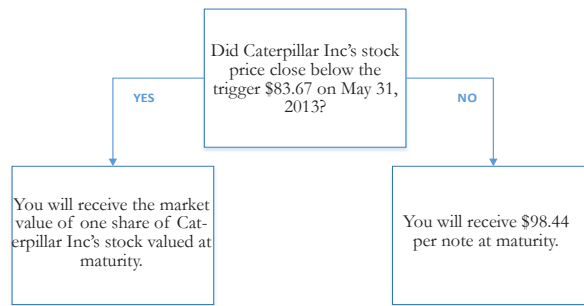 Did Caterpillar Inc's stock
price close below the
trigger $83.67 on May 31,
2013?
YES
NO
You will receive the market
value of one share of Cat-
erpillar Inc's stock valued at
maturity.
You will receive $98.44
per note at maturity.